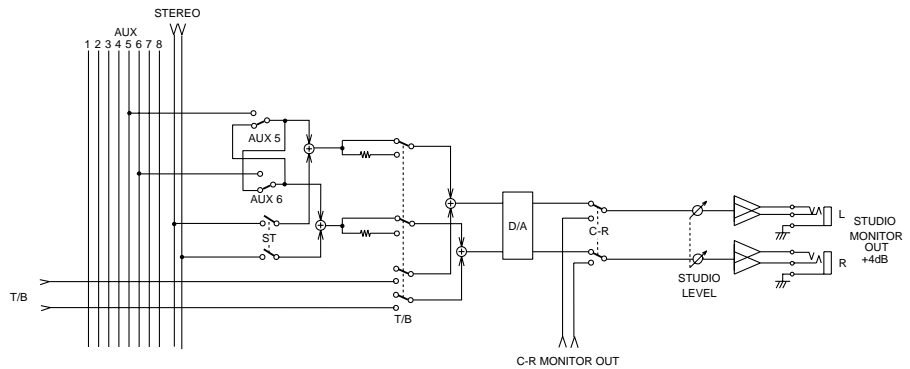 STEREO
AUX
1 2 3 4 5 6 7 8
AUX 5
AUX 6
ST
T/B
T/B
D/A
C-R
C-R MONITOR OUT
STUDIO
LEVEL
L
R
STUDIO
MONITOR
OUT
+4dB